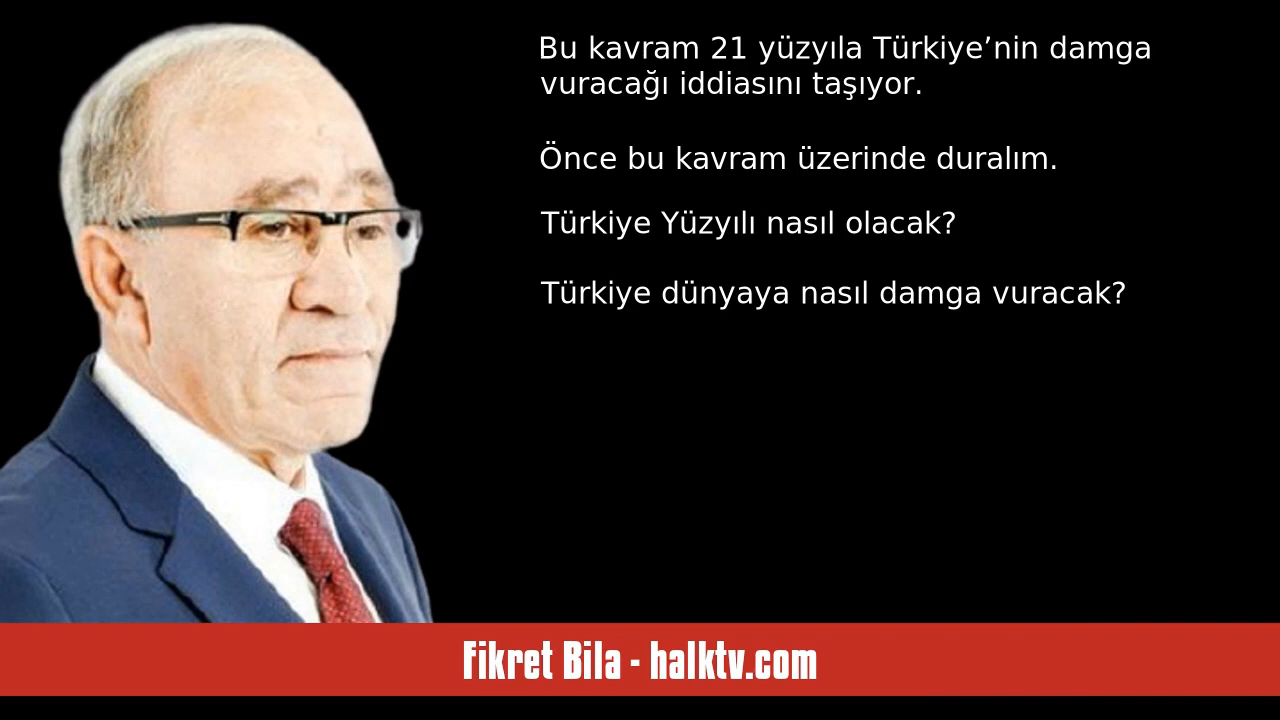 Bu kavram 21 yüzyıla Türkiye’nin damga
vuracağı iddiasını taşıyor.
Önce bu kavram üzerinde duralım.
Türkiye Yüzyılı nasıl olacak?
Türkiye dünyaya nasıl damga vuracak?
Fikret Bila - halktv.com